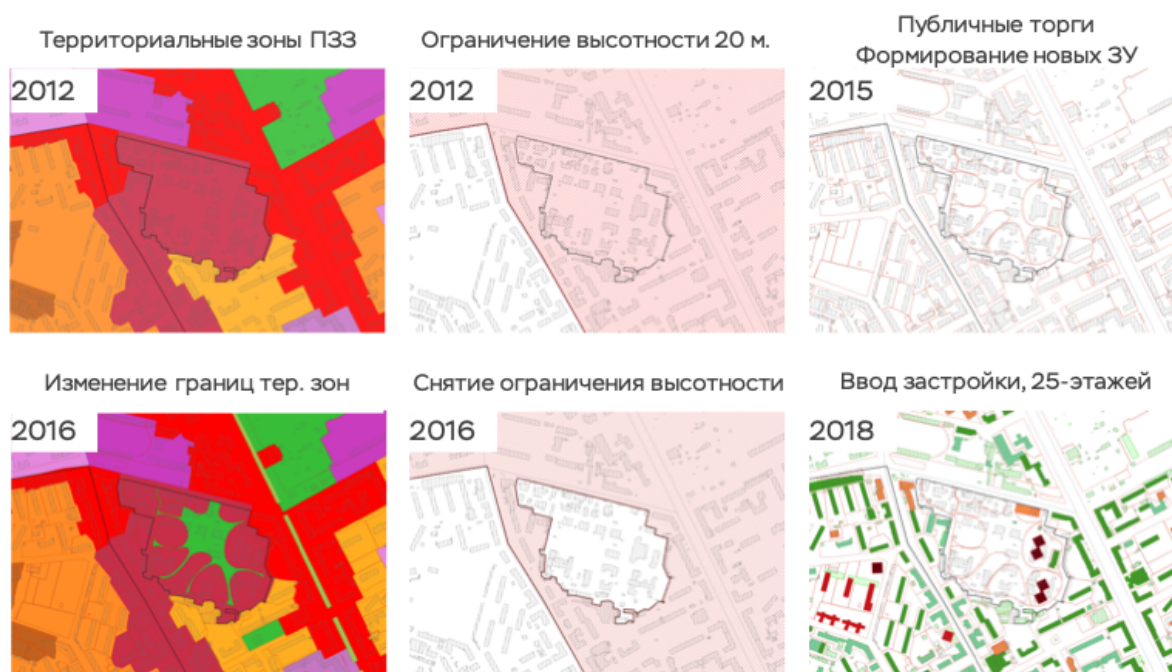 Территориальные зоны ПЗЗ
2012
Ограничение высотности 20 м.
2012
Публичные торги
Формирование новых ЗУ
2015
Изменение границ тер. зон
2016
Снятие ограничения высотности
2016
Ввод застройки, 25-этажей
2018